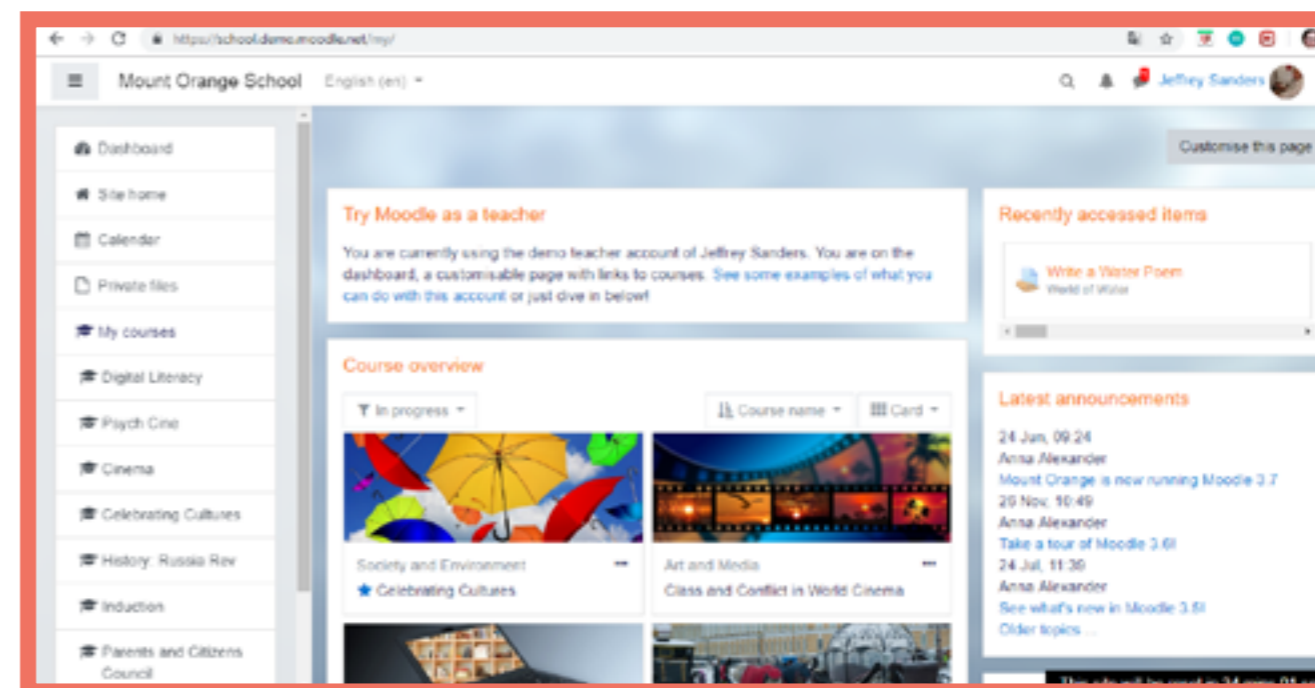 https://school.demo.moodle.net/my/
Mount Orange School English (en)
Jeffrey Sanders
Customise this page
Dashboard
Site home
Calendar
Private files
My courses
Digital Literacy
Psych Cine
Cinema
Celebrating Cultures
History: Russia Rev
Induction
Parents and Citizens
Council
Try Moodle as a teacher
You are currently using the demo teacher account of Jeffrey Sanders. You are on the
dashboard, a customisable page with links to courses. See some examples of what you
can do with this account or just dive in below!
Course overview
In progress
Course name
Card
Society and Environment
Celebrating Cultures
Art and Media
Class and Conflict in World Cinema
Recently accessed items
Write a Water Poem
World of Water
Latest announcements
24 Jun, 09:24
Anna Alexander
Mount Orange is now running Moodle 3.7
Anna Alexander
Take a tour of Moodle 3.6!
24 Jul, 11:39
Anna Alexander
See what's new in Moodle 3.5!
Older topics ...